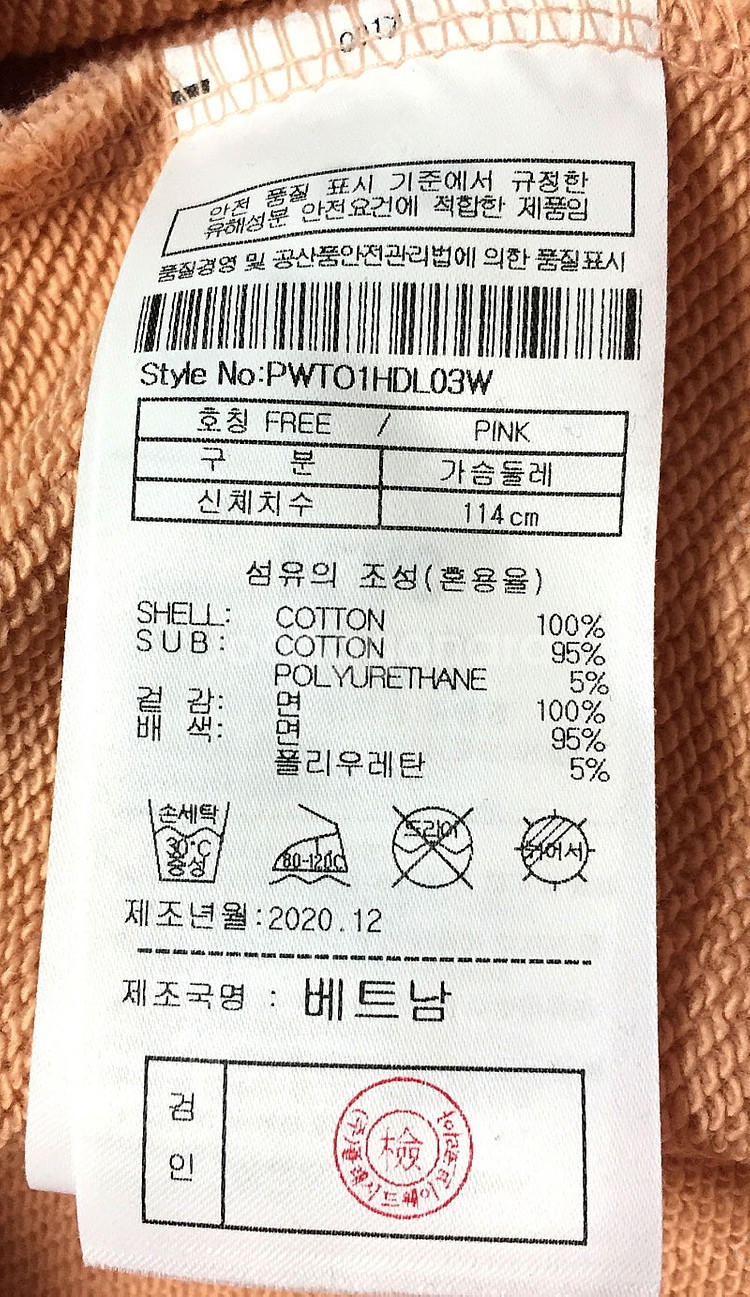 안전 품질 표시 기준에서 규정한
유해성분 안전요건에 적합한 제품임
품질경영 및 공산품안전관리법에 의한 품질표시
Style No:PWTO1HDL03W
호칭 FREE / PINK
구 분 가슴둘레
신체치수 114cm
섬유의 조성(혼용율)
SHELL: COTTON 100%
SUB: COTTON 95%
POLYURETHANE 5%
겉 감: 면 100%
배 색: 면 95%
폴리우레탄 5%
손세탁
30°C
중성
80-120C
드라이
뉘어서
제조년월:2020.12
제조국명 : 베트남
검
인
檢